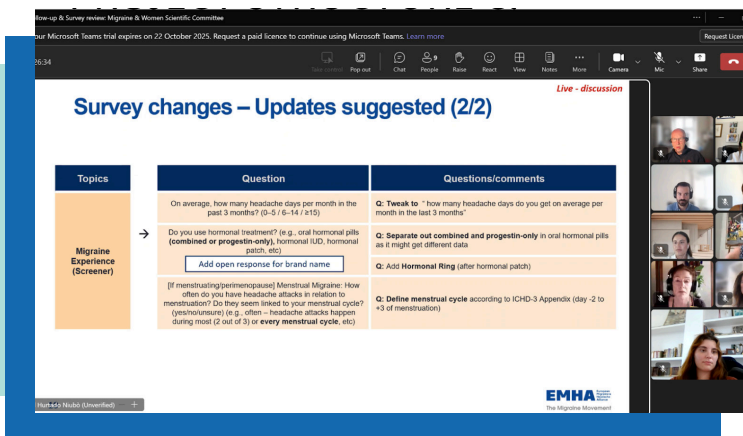 llow-up & Survey review: Migraine & Women Scientific Committee
our Microsoft Teams trial expires on 22 October 2025. Request a paid licence to continue using Microsoft Teams. Learn more
Request Licen
26:34
Take control
Pop out
Chat
People
9
Raise
React
View
Notes
More
Camera
Mic
Share
Live - discussion
Survey changes – Updates suggested (2/2)
Topics
Question
Questions/comments
Migraine
Experience
(Screener)
On average, how many headache days per month in the
past 3 months? (0–5 / 6–14 / ≥15)
Q: Tweak to “ how many headache days do you get on average per
month in the last 3 months”
Do you use hormonal treatment? (e.g., oral hormonal pills
(combined or progestin-only), hormonal IUD, hormonal
patch, etc)
Add open response for brand name
Q: Separate out combined and progestin-only in oral hormonal pills
as it might get different data
Q: Add Hormonal Ring (after hormonal patch)
[If menstruating/perimenopause] Menstrual Migraine: How
often do you have headache attacks in relation to
menstruation? Do they seem linked to your menstrual cycle?
(yes/no/unsure) (e.g., often – headache attacks happen
during most (2 out of 3) or every menstrual cycle, etc)
Q: Define menstrual cycle according to ICHD-3 Appendix (day -2 to
+3 of menstruation)
EMHA
The Migraine Movement
Hurtado Niubó (Unverified)